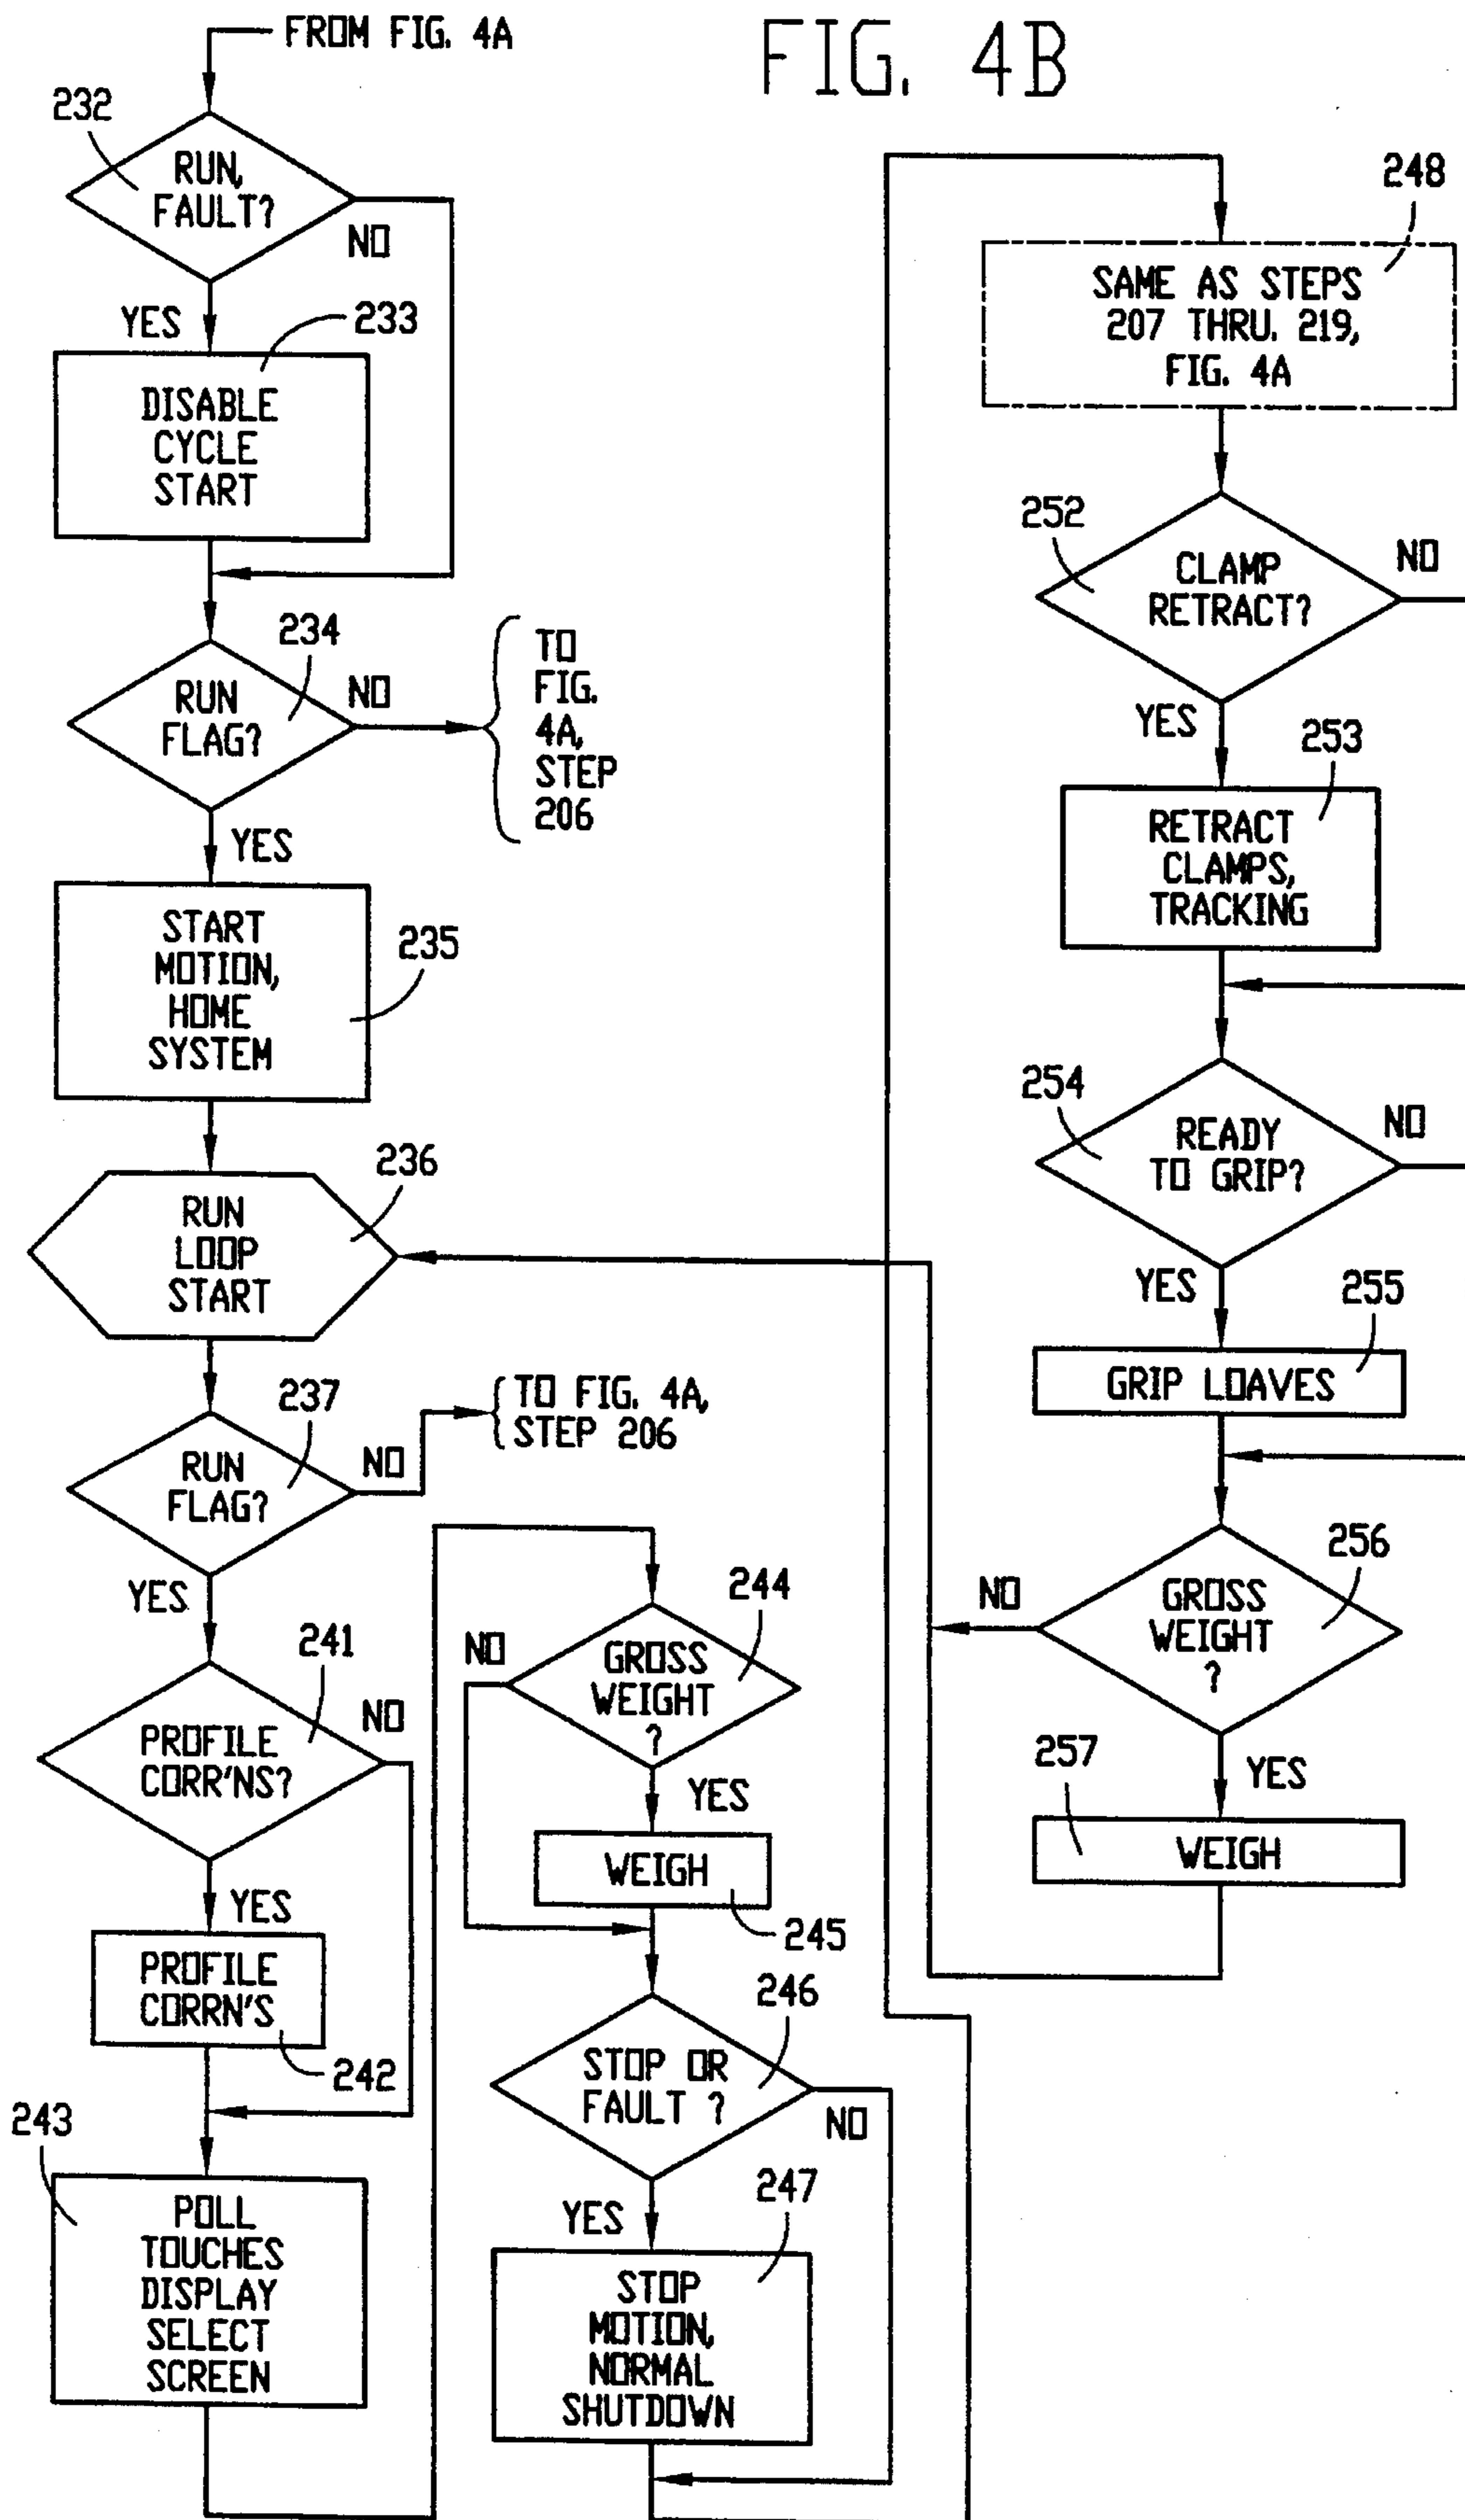 FROM FIG. 4A
FIG. 4B
232
RUN,
FAULT?
NO
YES
233
DISABLE
CYCLE
START
234
RUN
FLAG?
NO
TO
FIG.
4A,
STEP
206
YES
START
MOTION,
HOME
SYSTEM
235
236
RUN
LOOP
START
237
RUN
FLAG?
NO
TO FIG. 4A,
STEP 206
YES
241
PROFILE
CORR'NS?
NO
YES
PROFILE
CORRN'S
242
243
POLL
TOUCHES
DISPLAY
SELECT
SCREEN
244
GROSS
WEIGHT
?
NO
YES
WEIGH
245
246
STOP OR
FAULT ?
NO
YES
247
STOP
MOTION,
NORMAL
SHUTDOWN
248
SAME AS STEPS
207 THRU. 219,
FIG. 4A
252
CLAMP
RETRACT?
NO
YES
253
RETRACT
CLAMPS,
TRACKING
254
READY
TO GRIP?
NO
YES
255
GRIP LOAVES
256
GROSS
WEIGHT
?
NO
YES
257
WEIGH